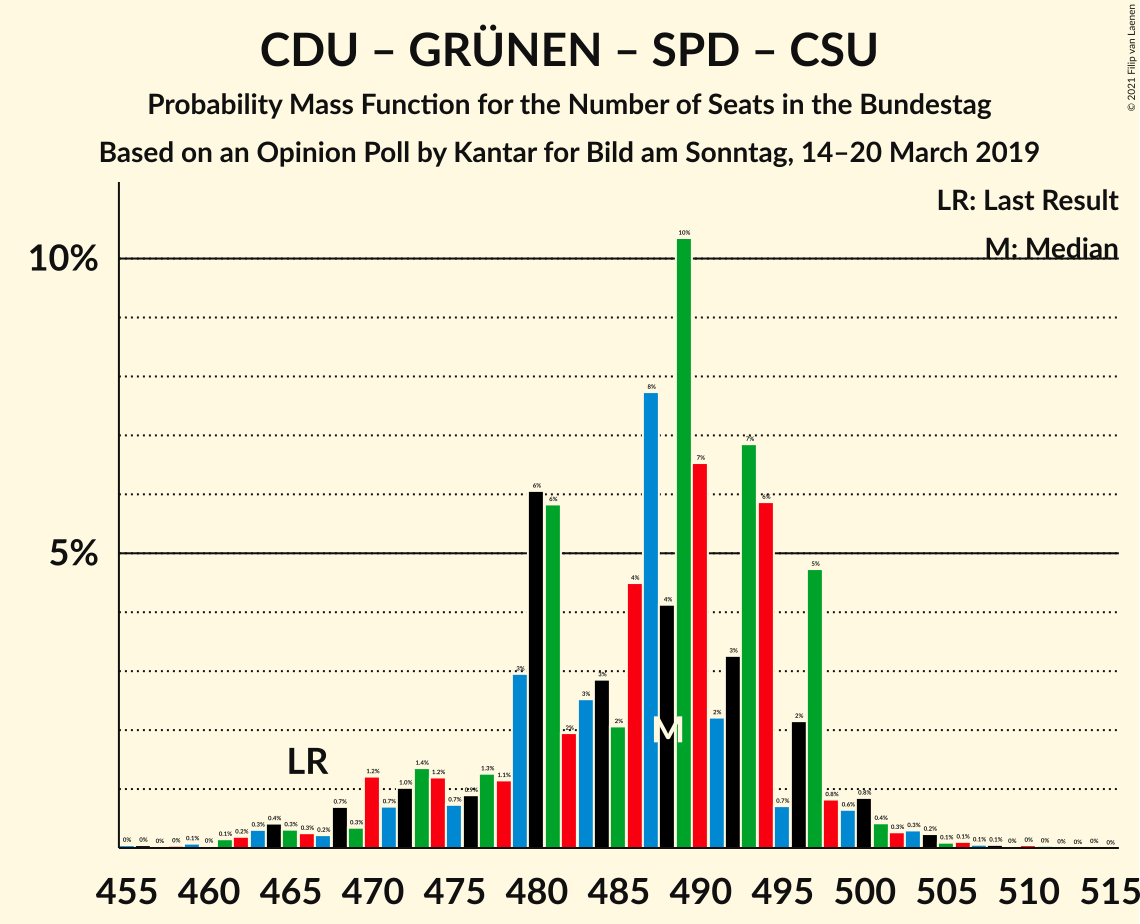 CDU – GRÜNEN – SPD – CSU
Probability Mass Function for the Number of Seats in the Bundestag
Based on an Opinion Poll by Kantar for Bild am Sonntag, 14–20 March 2019
© 2021 Filip van Laenen
LR: Last Result
M: Median
10%
5%
LR
M
0% 0% 0% 0% 0.1% 0% 0.1% 0.2% 0.3% 0.4% 0.3% 0.3% 0.2% 0.7% 0.3% 1.2% 0.7% 1.0% 1.4% 1.2% 0.7% 0.9% 1.3% 1.1% 3% 6% 6% 2% 3% 3% 2% 4% 8% 4% 10% 7% 2% 3% 7% 6% 0.7% 2% 5% 0.8% 0.6% 0.8% 0.4% 0.3% 0.3% 0.2% 0.1% 0.1% 0.1% 0.1% 0% 0% 0% 0% 0% 0% 0%
455 460 465 470 475 480 485 490 495 500 505 510 515